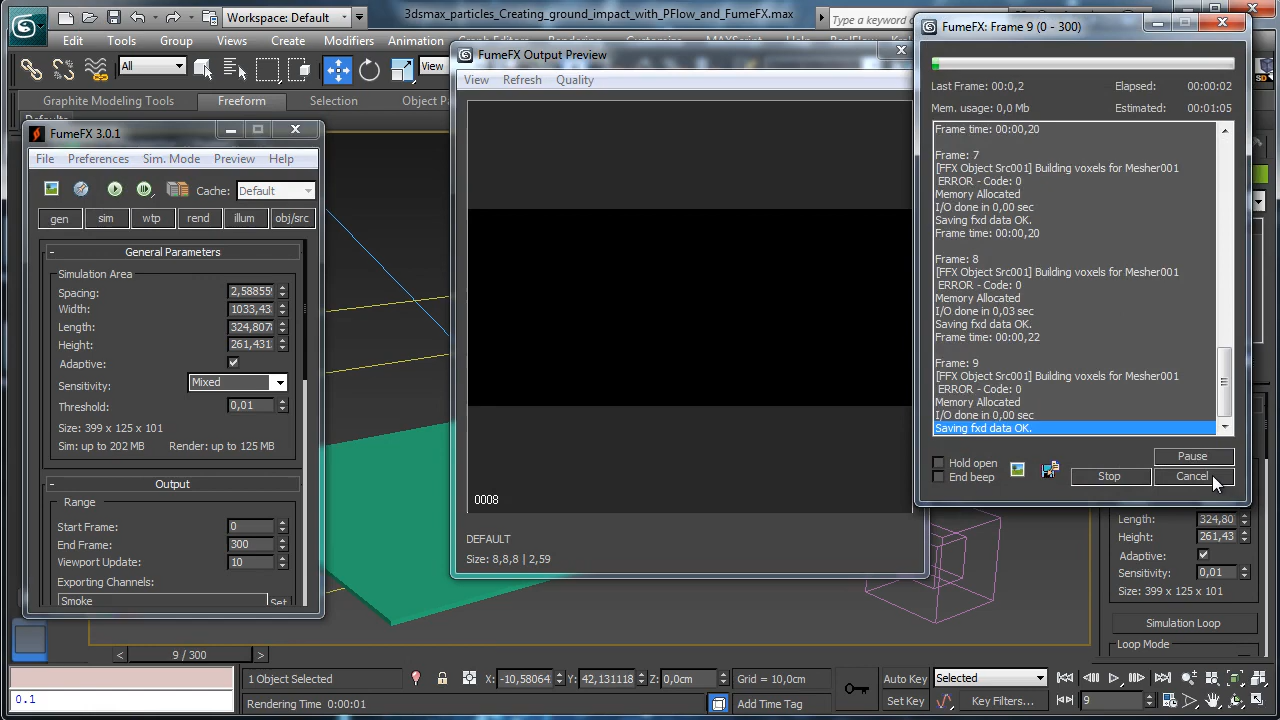 Workspace: Default
3dsmax_particles_Creating_ground_impact_with_PFlow_and_FumeFX.max
Type a keyword
Edit Tools Group Views Create Modifiers Animation
All
View
Graphite Modeling Tools Freeform Selection
FumeFX 3.0.1
File Preferences Sim. Mode Preview Help
Cache: Default
gen sim wtp rend illum obj/src
- General Parameters
Simulation Area
Spacing: 2,58855
Width: 1033,43
Length: 324,807
Height: 261,431
Adaptive:
Sensitivity: Mixed
Threshold: 0,01
Size: 399 x 125 x 101
Sim: up to 202 MB Render: up to 125 MB
- Output
Range
Start Frame: 0
End Frame: 300
Viewport Update: 10
Exporting Channels:
Smoke Set
FumeFX Output Preview
View Refresh Quality
0008
DEFAULT
Size: 8,8,8 | 2,59
FumeFX: Frame 9 (0 - 300)
Last Frame: 00:0,2 Elapsed: 00:00:02
Mem. usage: 0,0 Mb Estimated: 00:01:05
Frame time: 00:00,20
Frame: 7
[FFX Object Src001] Building voxels for Mesher001
ERROR - Code: 0
Memory Allocated
I/O done in 0,00 sec
Saving fxd data OK.
Frame time: 00:00,20
Frame: 8
[FFX Object Src001] Building voxels for Mesher001
ERROR - Code: 0
Memory Allocated
I/O done in 0,03 sec
Saving fxd data OK.
Frame time: 00:00,22
Frame: 9
[FFX Object Src001] Building voxels for Mesher001
ERROR - Code: 0
Memory Allocated
I/O done in 0,00 sec
Saving fxd data OK.
Hold open
End beep
Pause
Stop Cancel
Length: 324,80
Height: 261,43
Adaptive:
Sensitivity: 0,01
Size: 399 x 125 x 101
Simulation Loop
Loop Mode
< 9 / 300 >
1 Object Selected X: -10,58064 Y: 42,131118 Z: 0,0cm Grid = 10,0cm Auto Key Selected
0.1 Rendering Time 0:00:01 Add Time Tag Set Key Key Filters... 9